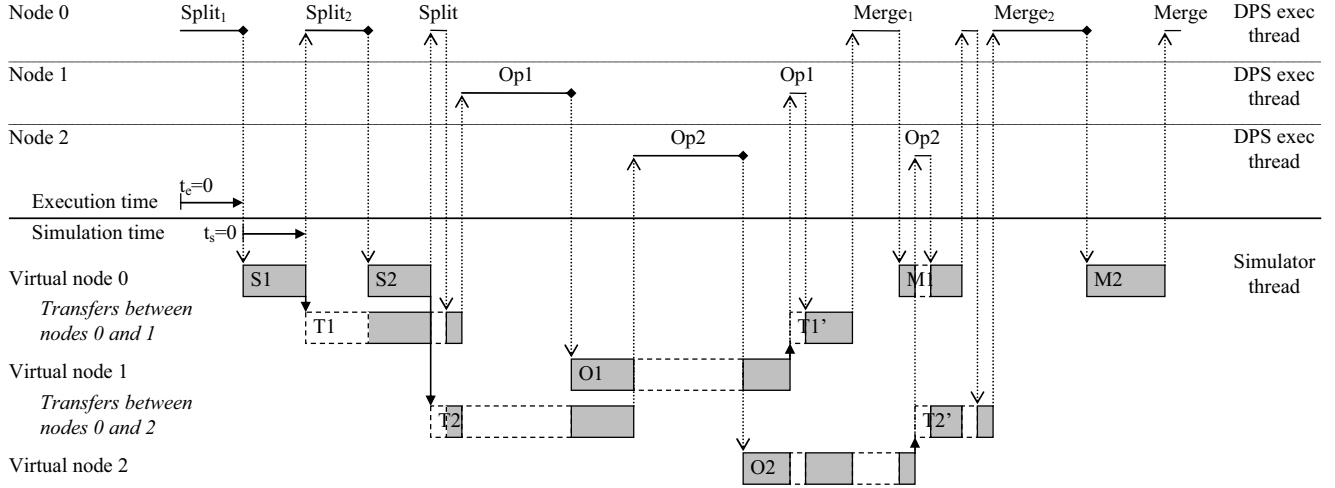 Node 0 Split₁ Split₂ Split Merge₁ Merge₂ Merge DPS exec
thread
Node 1 Op1 Op1 DPS exec
thread
Node 2 Op2 Op2 DPS exec
thread
tₑ=0
Execution time
Simulation time tₛ=0
Virtual node 0 S1 S2 M1 M2 Simulator
thread
Transfers between
nodes 0 and 1 T1 T1’
Virtual node 1 O1
Transfers between
nodes 0 and 2 T2 T2’
Virtual node 2 O2